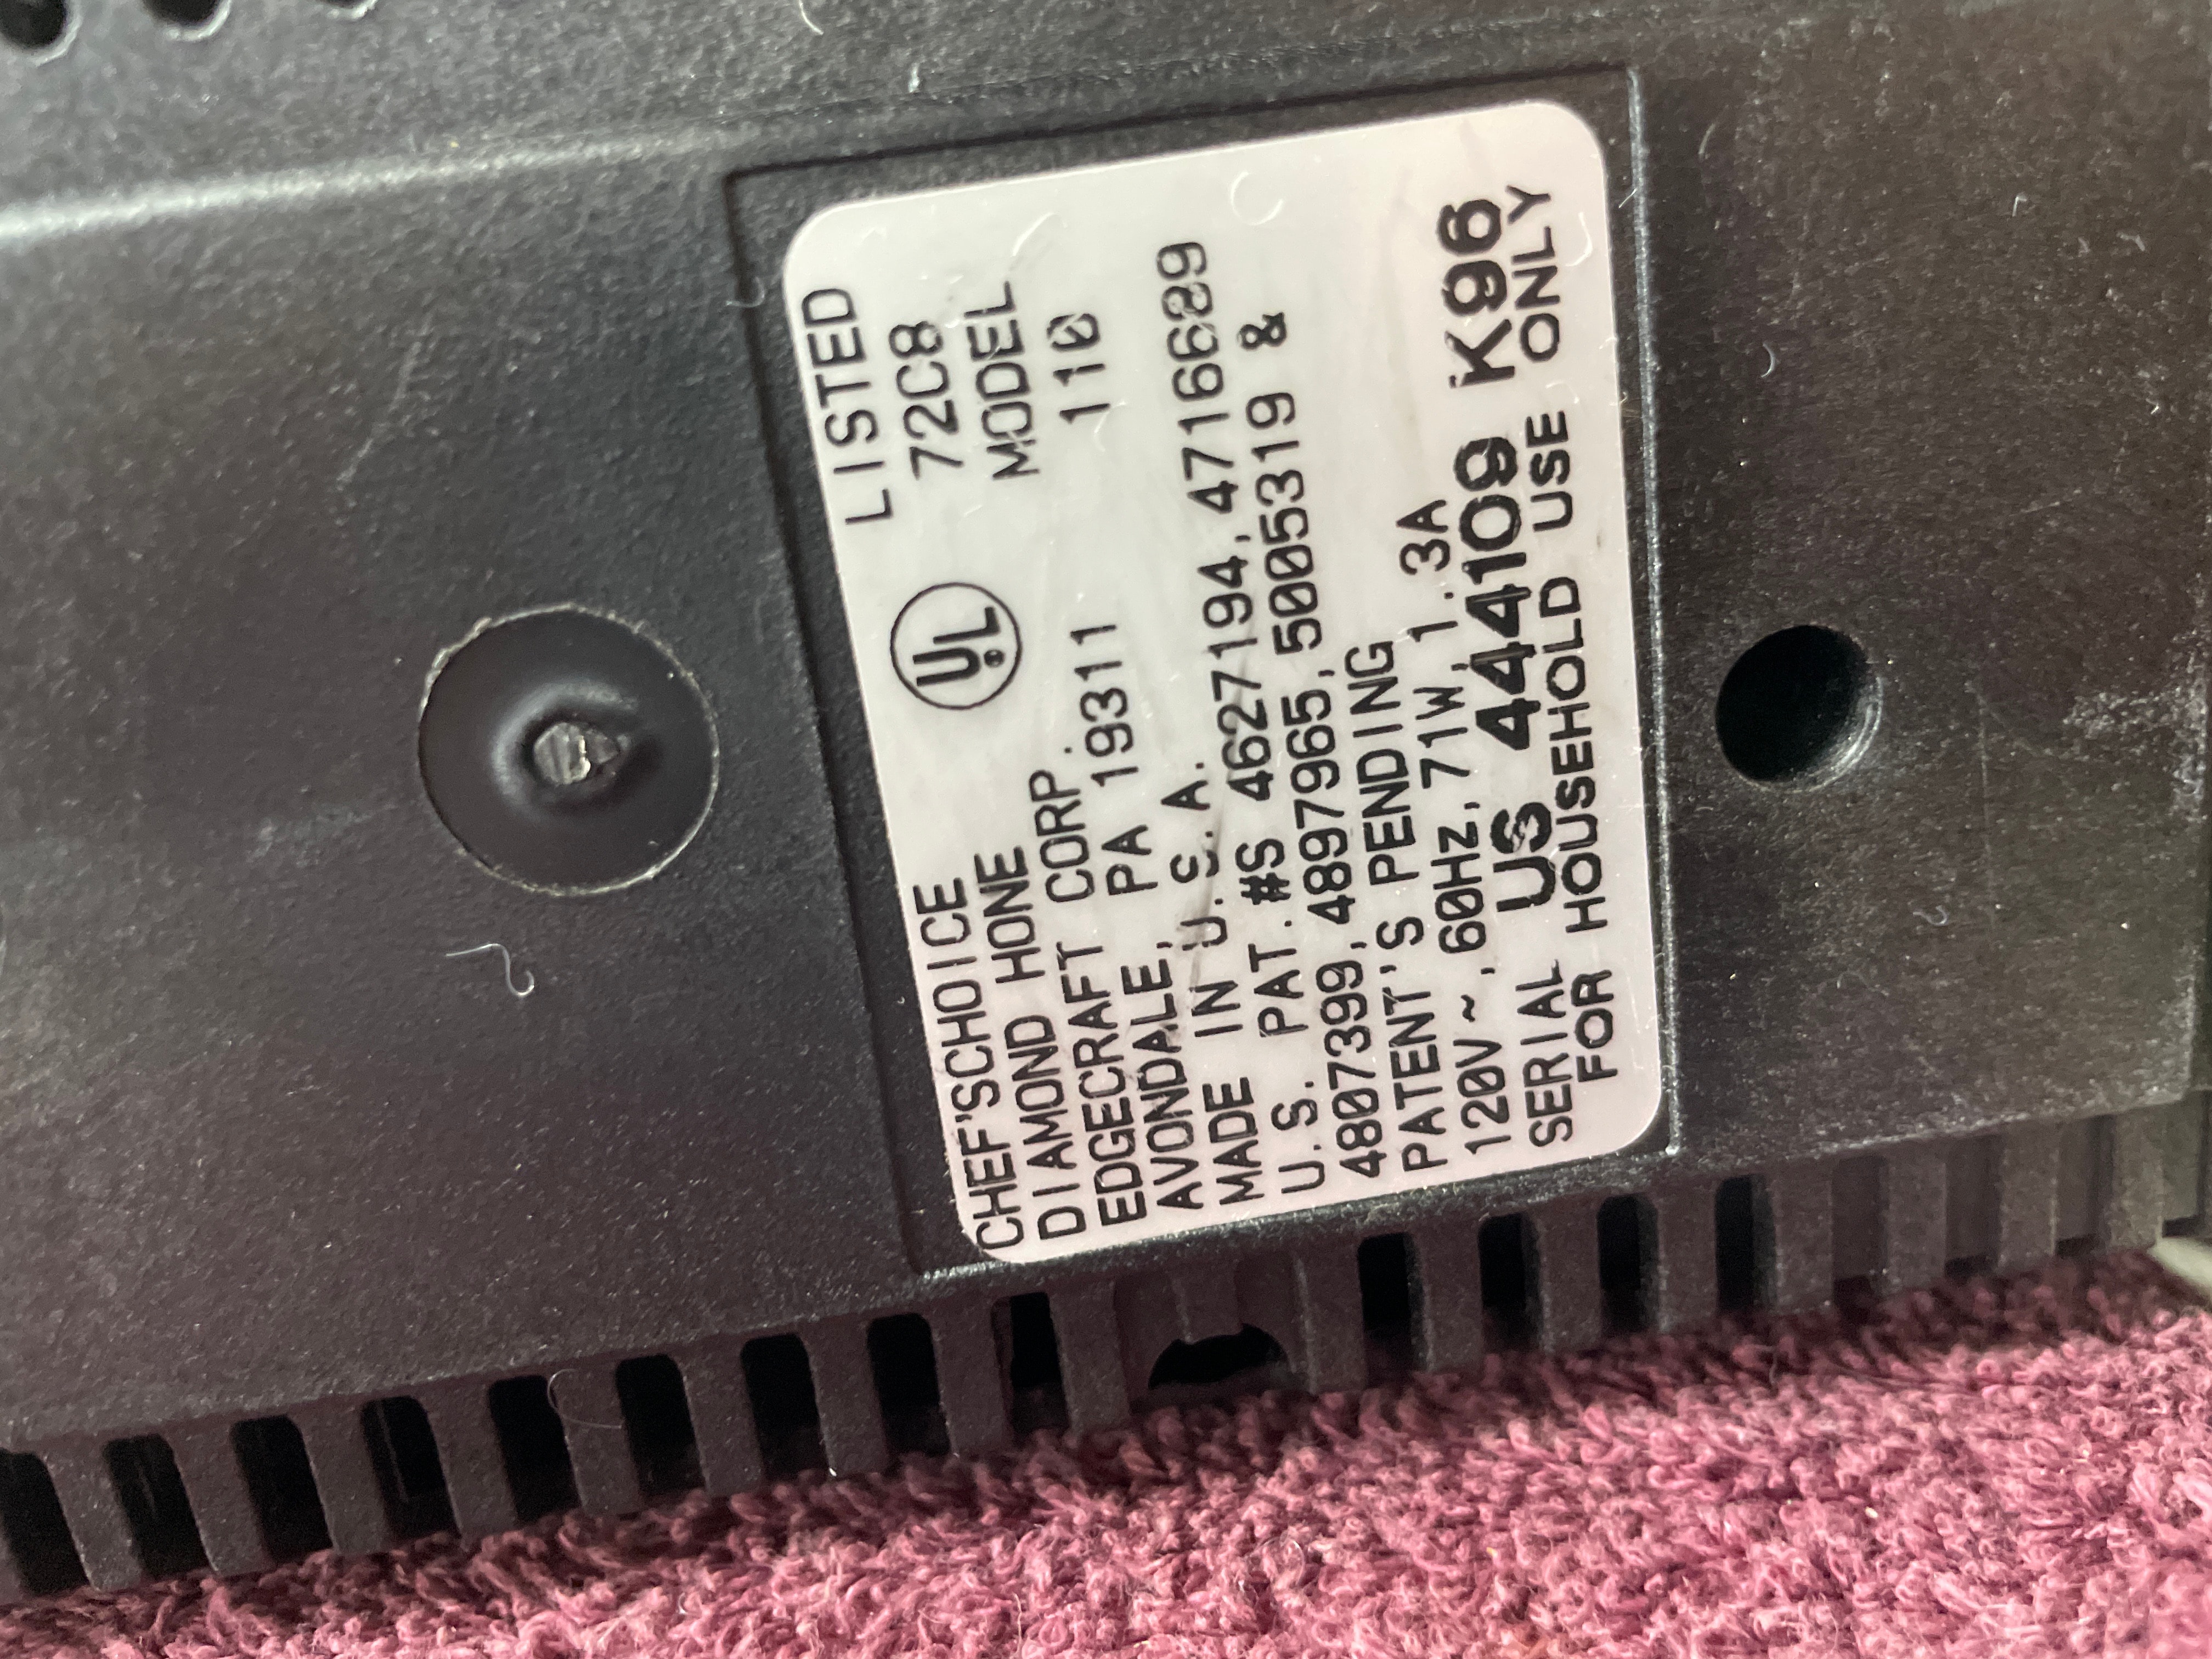 CHEF'SCHOICE
DIAMOND HONE
EDGECRAFT CORP.
AVONDALE, PA 19311
MADE IN U.S.A.
UL
LISTED
72C8
MODEL
110
U.S. PAT. #S 4627194, 4716689
4807399, 4897965, 5005319 &
PATENT'S PENDING
120V ~, 60HZ, 71W, 1.3A
SERIAL US 444109 K96
FOR HOUSEHOLD USE ONLY